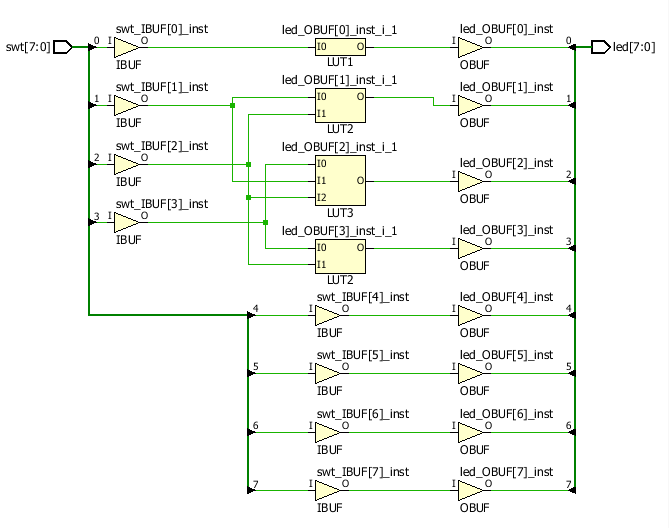 swt_IBUF[0]_inst led_OBUF[0]_inst_i_1 led_OBUF[0]_inst
swt[7:0] 0 I O I0 O I O 0 led[7:0]
IBUF LUT1 OBUF
swt_IBUF[1]_inst led_OBUF[1]_inst_i_1 led_OBUF[1]_inst
1 I O I0 O I O 1
I1
IBUF LUT2 OBUF
swt_IBUF[2]_inst led_OBUF[2]_inst_i_1 led_OBUF[2]_inst
2 I O I0
IBUF I1 O I O 2
I2
LUT3 OBUF
swt_IBUF[3]_inst led_OBUF[3]_inst_i_1 led_OBUF[3]_inst
3 I O I0 O I O 3
I1
IBUF LUT2 OBUF
swt_IBUF[4]_inst led_OBUF[4]_inst
4 I O I O 4
IBUF OBUF
swt_IBUF[5]_inst led_OBUF[5]_inst
5 I O I O 5
IBUF OBUF
swt_IBUF[6]_inst led_OBUF[6]_inst
6 I O I O 6
IBUF OBUF
swt_IBUF[7]_inst led_OBUF[7]_inst
7 I O I O 7
IBUF OBUF